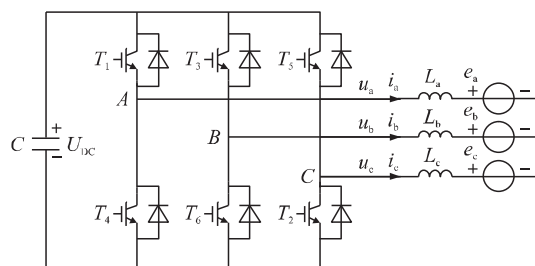 T1 T3 T5
A ua ia La ea + -
C + - UDC
B ub ib Lb eb + -
C uc ic Lc ec + -
T4 T6 T2